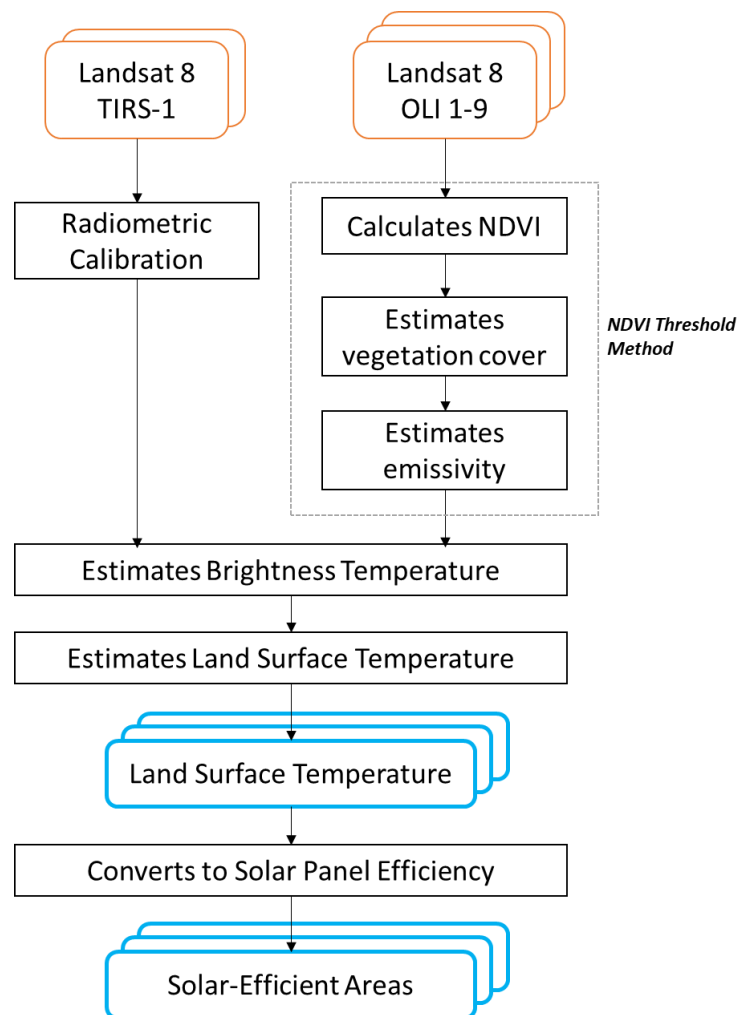 Landsat 8
TIRS-1
Landsat 8
OLI 1-9
Radiometric
Calibration
Calculates NDVI
Estimates
vegetation cover
NDVI Threshold
Method
Estimates
emissivity
Estimates Brightness Temperature
Estimates Land Surface Temperature
Land Surface Temperature
Converts to Solar Panel Efficiency
Solar-Efficient Areas